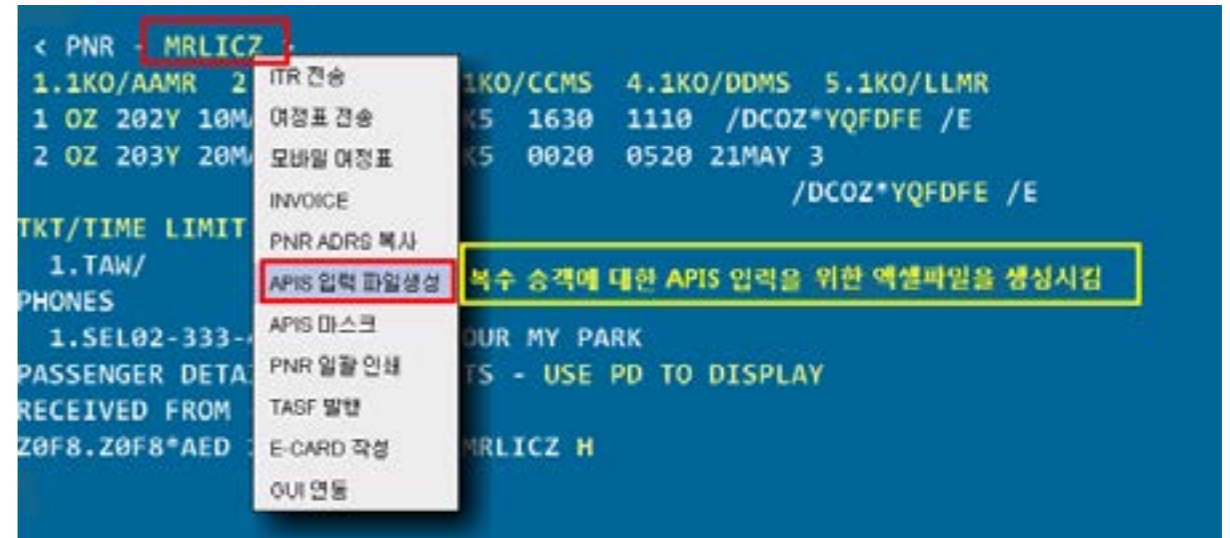 < PNR - MRLICZ -
1.1KO/AAMR 2 1KO/CCMS 4.1KO/DDMS 5.1KO/LLMR
1 OZ 202Y 10M K5 1630 1110 /DCOZ*YQFDFE /E
2 OZ 203Y 20M K5 0020 0520 21MAY 3
/DCOZ*YQFDFE /E
TKT/TIME LIMIT
1.TAW/
PHONES
1.SEL02-333- OUR MY PARK
PASSENGER DETA TS - USE PD TO DISPLAY
RECEIVED FROM
Z0F8.Z0F8*AED MRLICZ H
ITR 전송
여정표 전송
모바일 여정표
INVOICE
PNR ADRS 복사
APIS 입력 파일생성
APIS 마스크
PNR 일괄 인쇄
TASF 발행
E-CARD 작성
GUI 연동
복수 승객에 대한 APIS 입력을 위한 엑셀파일을 생성시킴